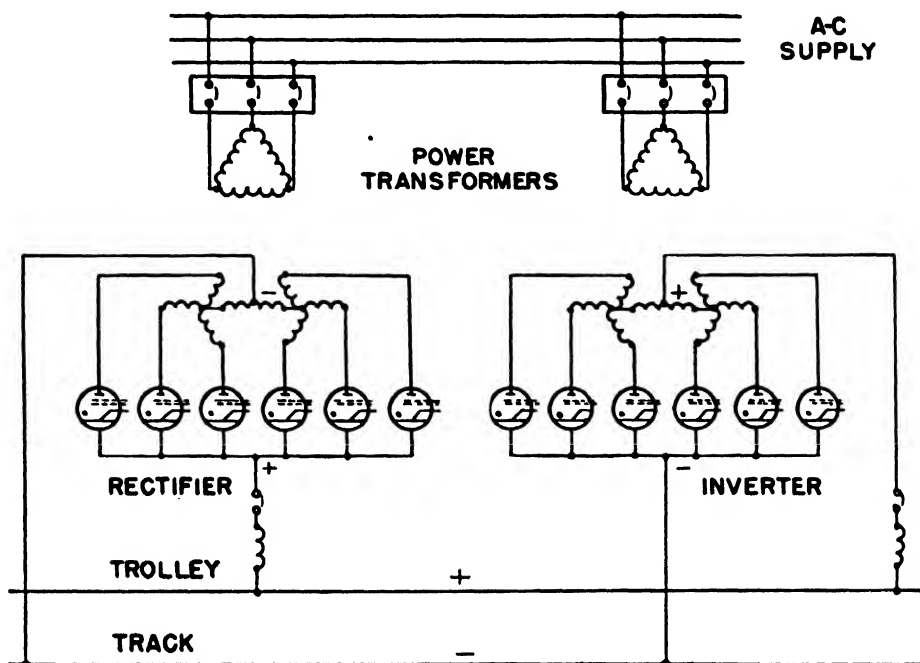 A-C
SUPPLY
POWER
TRANSFORMERS
− +
+ −
RECTIFIER INVERTER
TROLLEY +
TRACK −